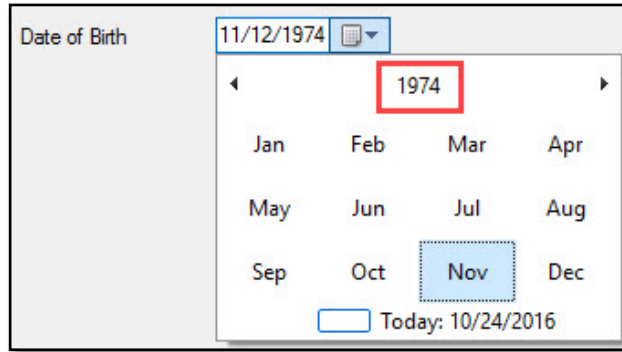 Date of Birth 11/12/1974
1974
Jan Feb Mar Apr
May Jun Jul Aug
Sep Oct Nov Dec
Today: 10/24/2016